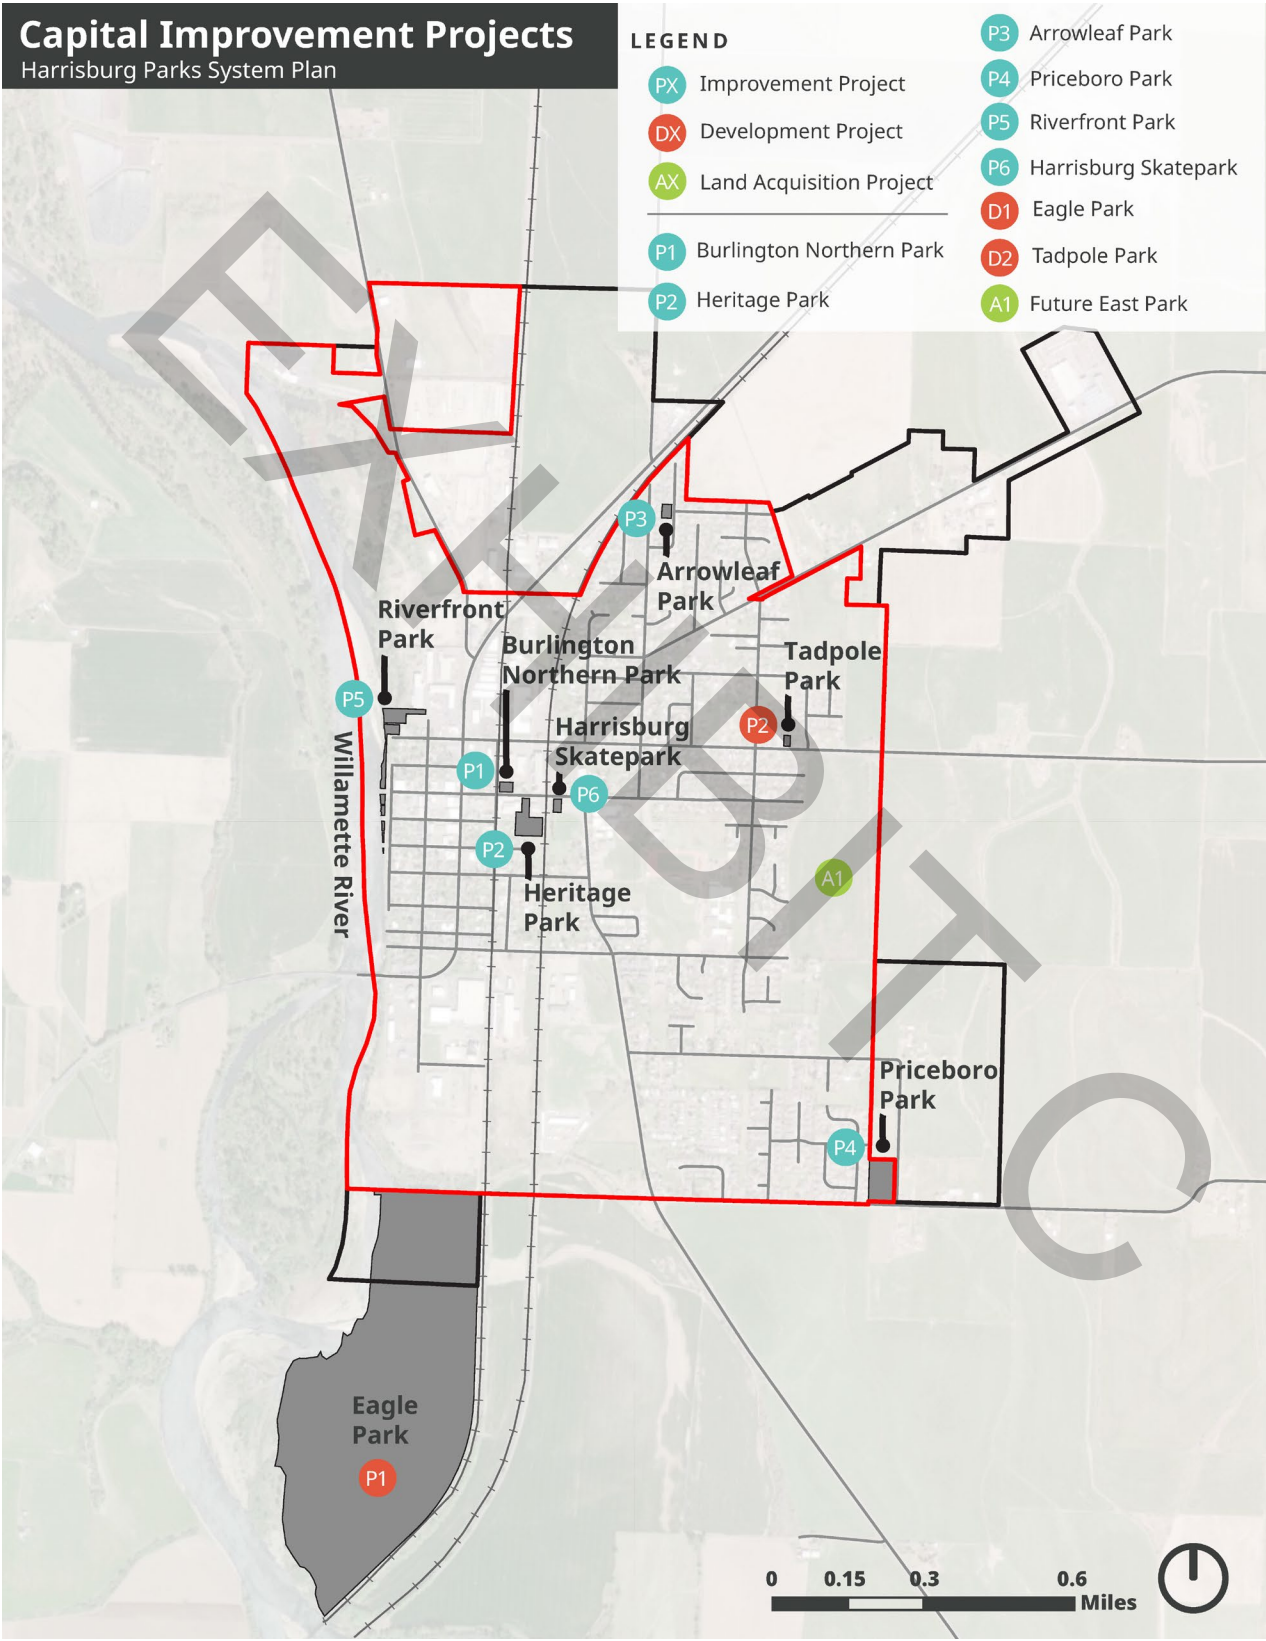 Capital Improvement Projects
Harrisburg Parks System Plan
LEGEND
PX Improvement Project
DX Development Project
AX Land Acquisition Project
P1 Burlington Northern Park
P2 Heritage Park
P3 Arrowleaf Park
P4 Priceboro Park
P5 Riverfront Park
P6 Harrisburg Skatepark
D1 Eagle Park
D2 Tadpole Park
A1 Future East Park
EXHIBIT C
P3
Arrowleaf
Park
Riverfront
Park
P5
Burlington
Northern Park
P1
Harrisburg
Skatepark
P6
Tadpole
Park
P2
P2
Heritage
Park
A1
Willamette River
Priceboro
Park
P4
Eagle
Park
P1
0 0.15 0.3 0.6
Miles